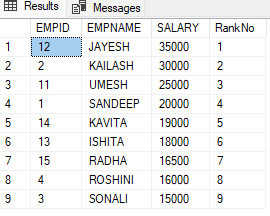 Results Messages
EMPID EMPNAME SALARY RankNo
1 12 JAYESH 35000 1
2 2 KAILASH 30000 2
3 11 UMESH 25000 3
4 1 SANDEEP 20000 4
5 14 KAVITA 19000 5
6 13 ISHITA 18000 6
7 15 RADHA 16500 7
8 4 ROSHINI 16000 8
9 3 SONALI 15000 9